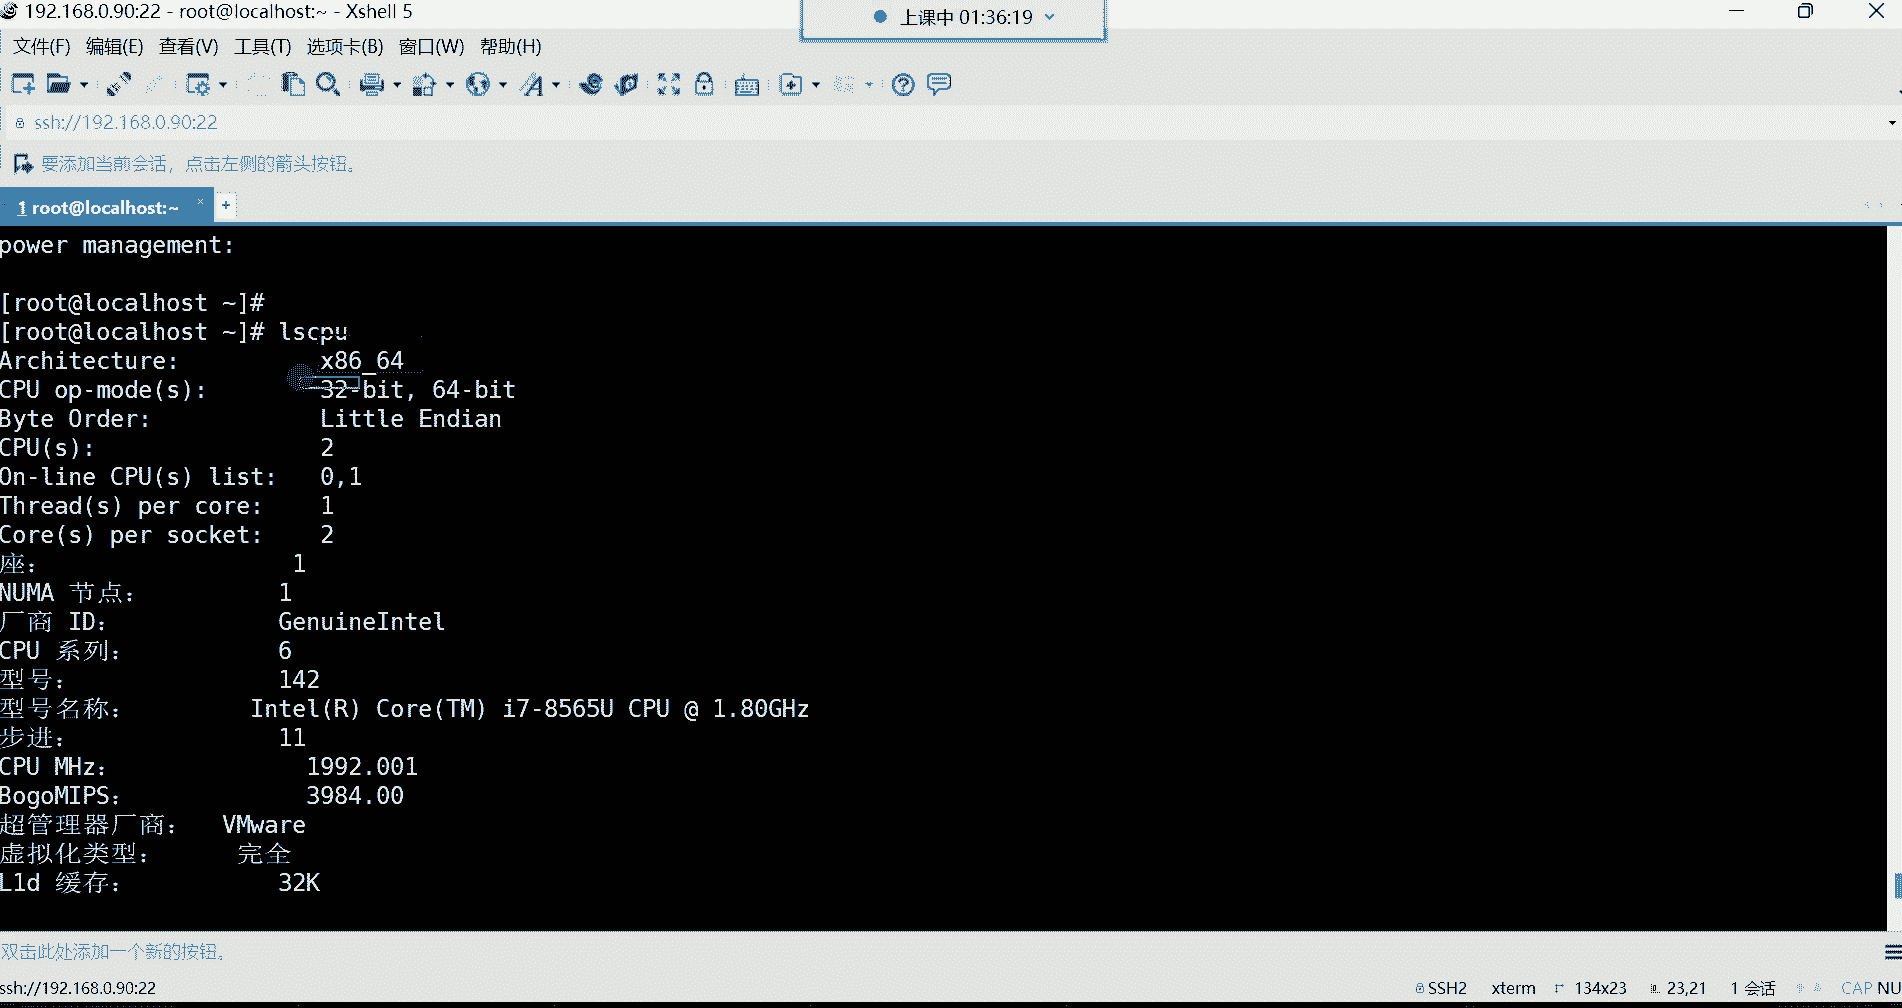 192.168.0.90:22 - root@localhost:~ - Xshell 5
上课中 01:36:19
文件(F) 编辑(E) 查看(V) 工具(T) 选项卡(B) 窗口(W) 帮助(H)
ssh://192.168.0.90:22
要添加当前会话，点击左侧的箭头按钮。
1 root@localhost:~ × +
power management:
[root@localhost ~]#
[root@localhost ~]# lscpu
Architecture: x86_64
CPU op-mode(s): 32-bit, 64-bit
Byte Order: Little Endian
CPU(s): 2
On-line CPU(s) list: 0,1
Thread(s) per core: 1
Core(s) per socket: 2
座： 1
NUMA 节点： 1
厂商 ID： GenuineIntel
CPU 系列： 6
型号： 142
型号名称： Intel(R) Core(TM) i7-8565U CPU @ 1.80GHz
步进： 11
CPU MHz： 1992.001
BogoMIPS： 3984.00
超管理器厂商： VMware
虚拟化类型： 完全
L1d 缓存： 32K
双击此处添加一个新的按钮。
ssh://192.168.0.90:22 SSH2 xterm 134x23 23,21 1 会话 CAP NU